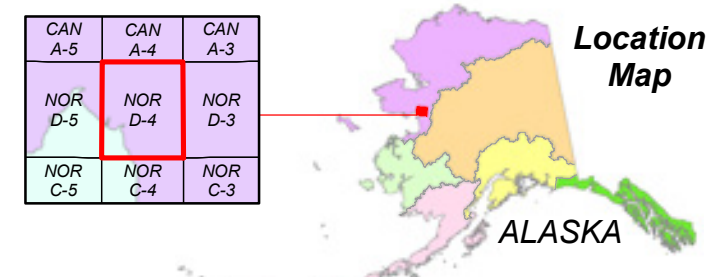 CAN A-5 CAN A-4 CAN A-3
NOR D-5 NOR D-4 NOR D-3
NOR C-5 NOR C-4 NOR C-3
Location
Map
ALASKA